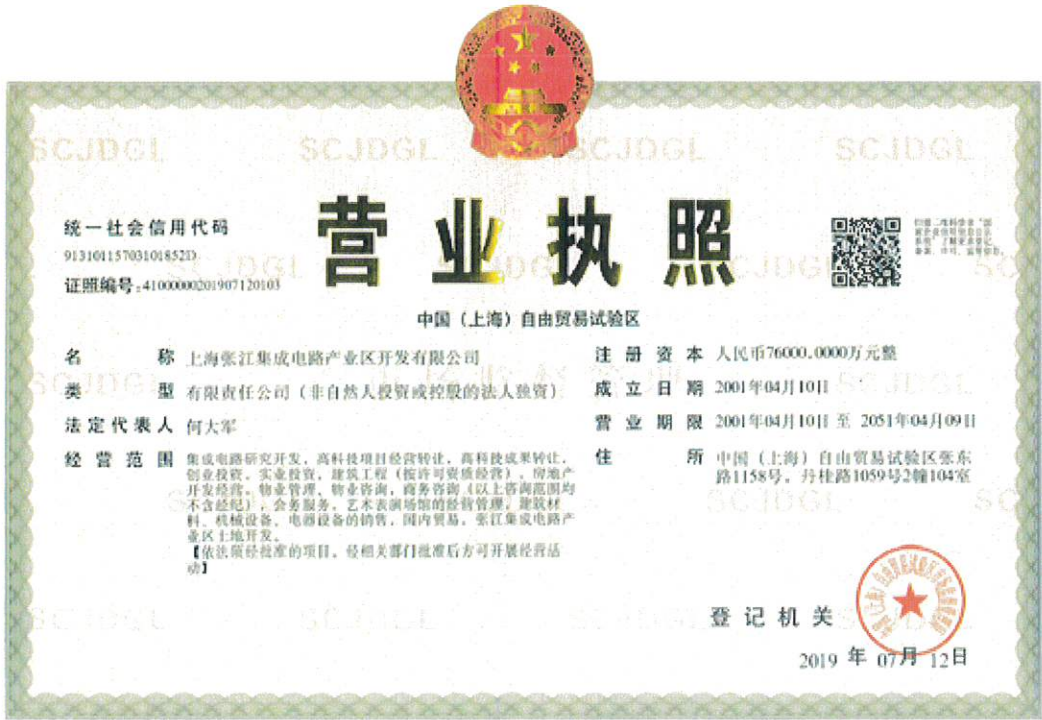 统一社会信用代码
91310115703101852D
证照编号:41000000201907120103
营业执照
中国（上海）自由贸易试验区
名称 上海张江集成电路产业区开发有限公司
类型 有限责任公司（非自然人投资或控股的法人独资）
法定代表人 何大军
经营范围 集成电路研究开发，高科技项目经营转让，高科技成果转让，
创业投资，实业投资，建筑工程（按许可资质经营），房地产
开发经营，物业管理，物业咨询，商务咨询（以上咨询范围均
不含经纪），会务服务，艺术表演场馆的经营管理，建筑材
料、机械设备、电器设备的销售，国内贸易，张江集成电路产
业区土地开发。
【依法须经批准的项目，经相关部门批准后方可开展经营活
动】
注册资本 人民币76000.0000万元整
成立日期 2001年04月10日
营业期限 2001年04月10日 至 2051年04月09日
住所 中国（上海）自由贸易试验区张东
路1158号，丹桂路1059号2幢104室
登记机关
2019 年 07月 12日
SCJDGL